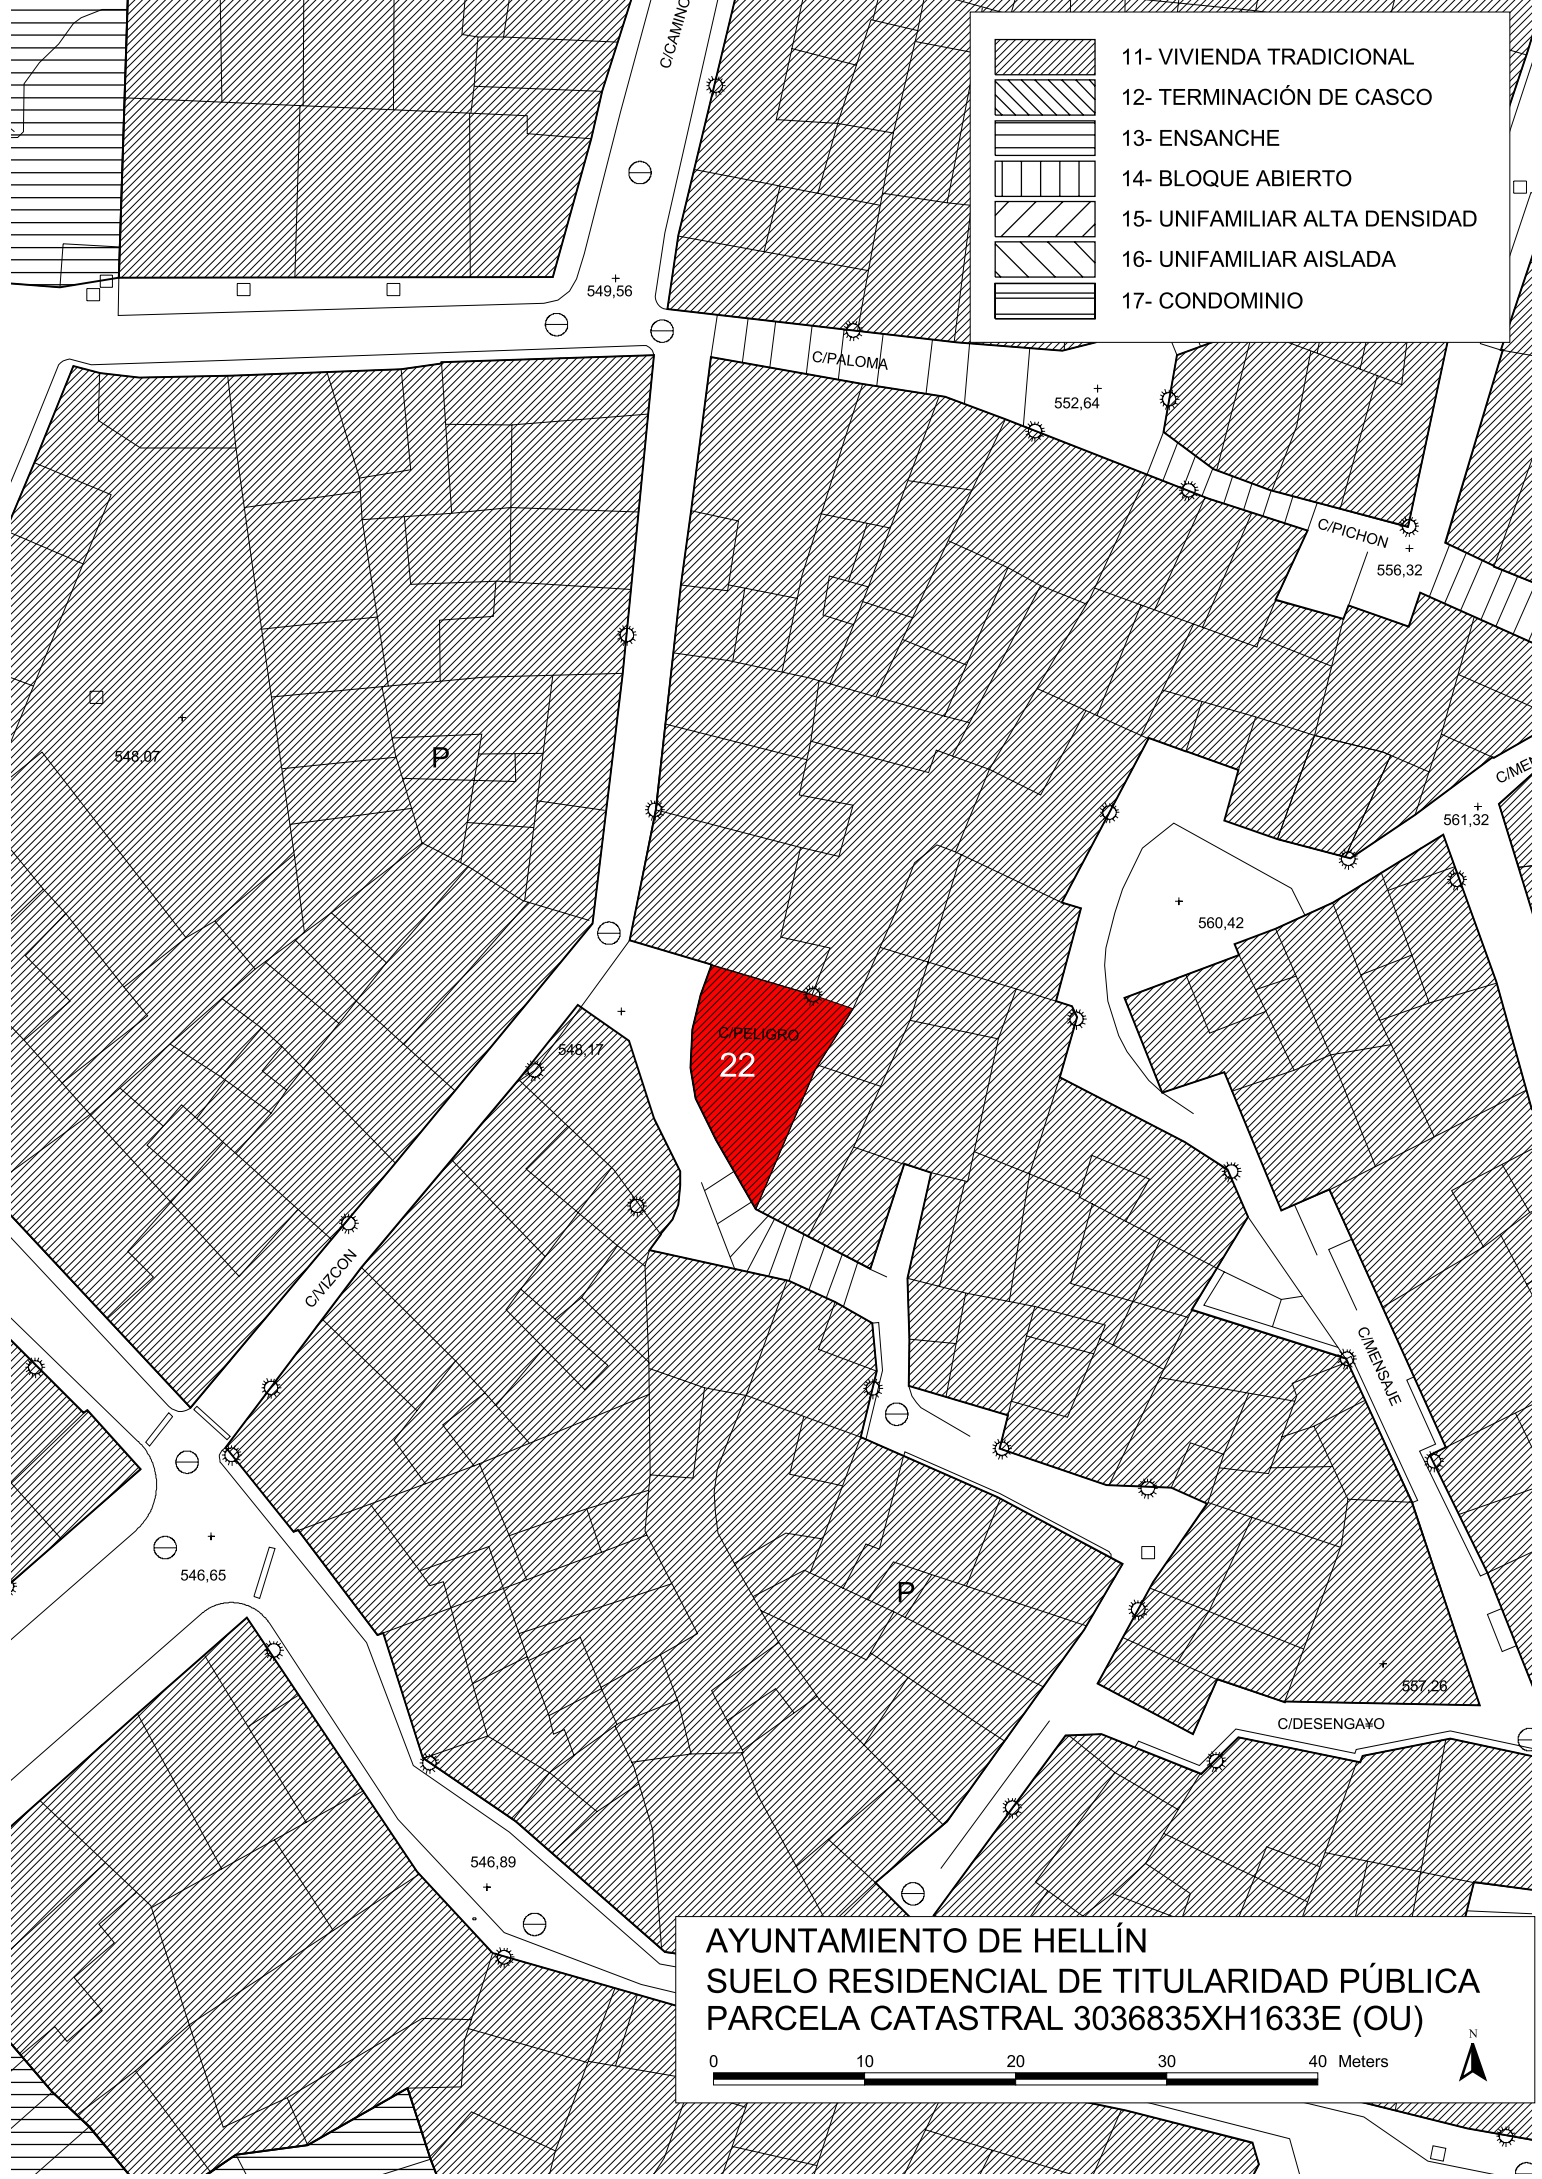 C/CAMINO
11- VIVIENDA TRADICIONAL
12- TERMINACIÓN DE CASCO
13- ENSANCHE
14- BLOQUE ABIERTO
15- UNIFAMILIAR ALTA DENSIDAD
16- UNIFAMILIAR AISLADA
17- CONDOMINIO
549,56
C/PALOMA
552,64
C/PICHON
556,32
548,07
P
C/MEN
561,32
560,42
C/PELIGRO
548,17
22
C/VIZCON
C/MENSAJE
546,65
P
557,26
C/DESENGA¥O
546,89
AYUNTAMIENTO DE HELLÍN
SUELO RESIDENCIAL DE TITULARIDAD PÚBLICA
PARCELA CATASTRAL 3036835XH1633E (OU)
N
0 10 20 30 40 Meters